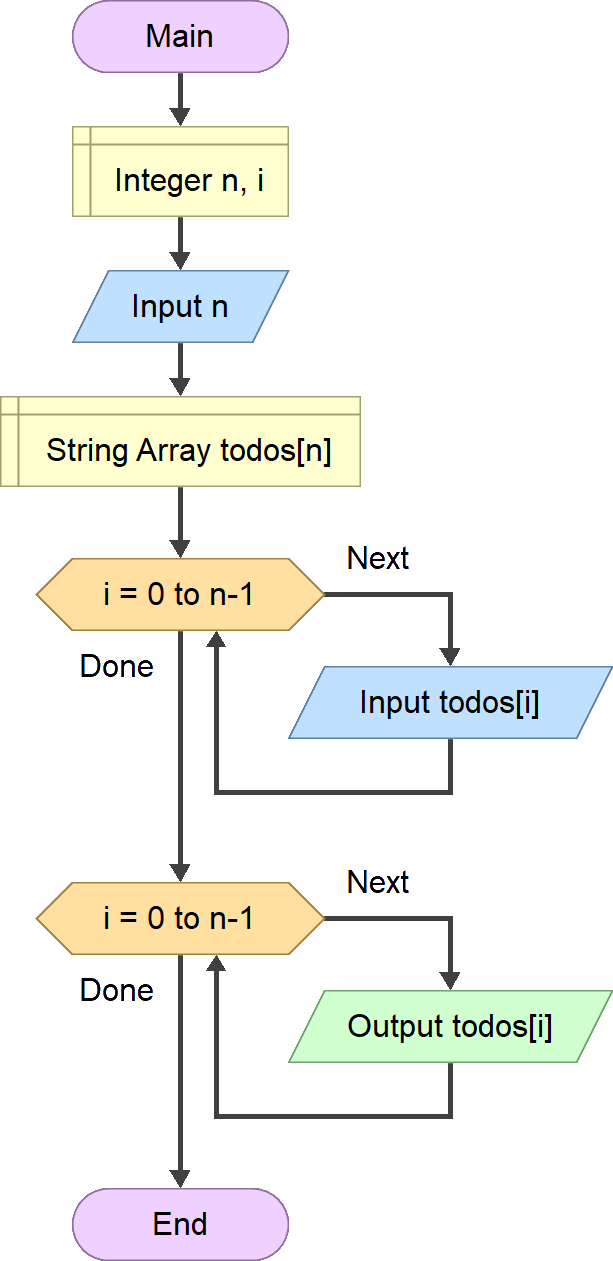 Main
Integer n, i
Input n
String Array todos[n]
i = 0 to n-1
Next
Done
Input todos[i]
i = 0 to n-1
Next
Done
Output todos[i]
End